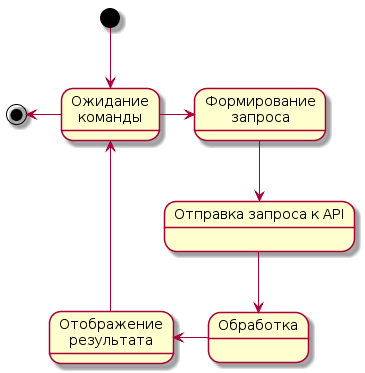 Ожидание
команды
Формирование
запроса
Отправка запроса к API
Обработка
Отображение
результата